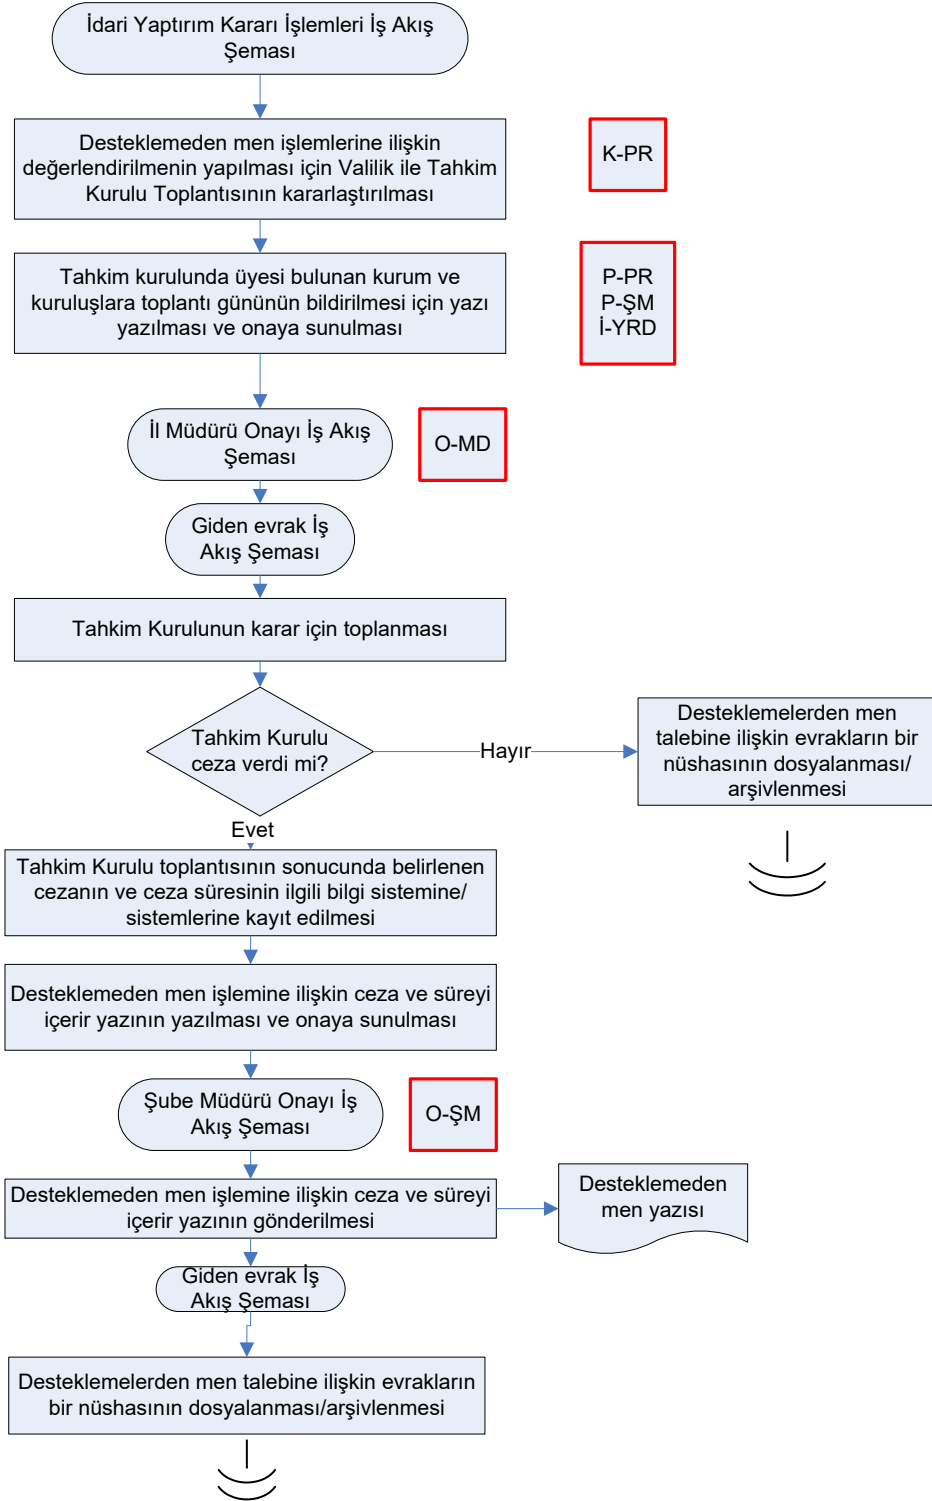 İdari Yaptırım Kararı İşlemleri İş Akış
Şeması
Desteklemeden men işlemlerine ilişkin
değerlendirilmenin yapılması için Valilik ile Tahkim
Kurulu Toplantısının kararlaştırılması
K-PR
Tahkim kurulunda üyesi bulunan kurum ve
kuruluşlara toplantı gününün bildirilmesi için yazı
yazılması ve onaya sunulması
P-PR
P-ŞM
İ-YRD
İl Müdürü Onayı İş Akış
Şeması
O-MD
Giden evrak İş
Akış Şeması
Tahkim Kurulunun karar için toplanması
Tahkim Kurulu
ceza verdi mi?
Hayır
Desteklemelerden men
talebine ilişkin evrakların bir
nüshasının dosyalanması/
arşivlenmesi
Evet
Tahkim Kurulu toplantısının sonucunda belirlenen
cezanın ve ceza süresinin ilgili bilgi sistemine/
sistemlerine kayıt edilmesi
Desteklemeden men işlemine ilişkin ceza ve süreyi
içerir yazının yazılması ve onaya sunulması
Şube Müdürü Onayı İş
Akış Şeması
O-ŞM
Desteklemeden men işlemine ilişkin ceza ve süreyi
içerir yazının gönderilmesi
Desteklemeden
men yazısı
Giden evrak İş
Akış Şeması
Desteklemelerden men talebine ilişkin evrakların
bir nüshasının dosyalanması/arşivlenmesi